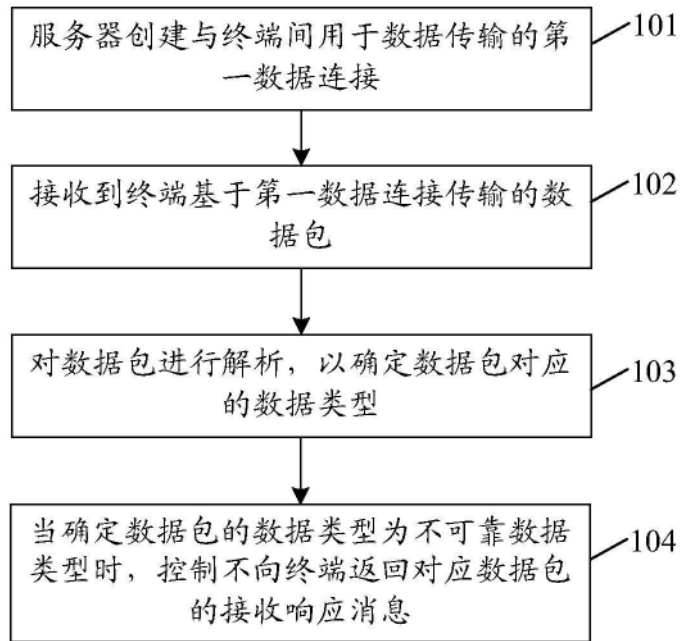 服务器创建与终端间用于数据传输的第
一数据连接
101
接收到终端基于第一数据连接传输的数
据包
102
对数据包进行解析，以确定数据包对应
的数据类型
103
当确定数据包的数据类型为不可靠数据
类型时，控制不向终端返回对应数据包
的接收响应消息
104